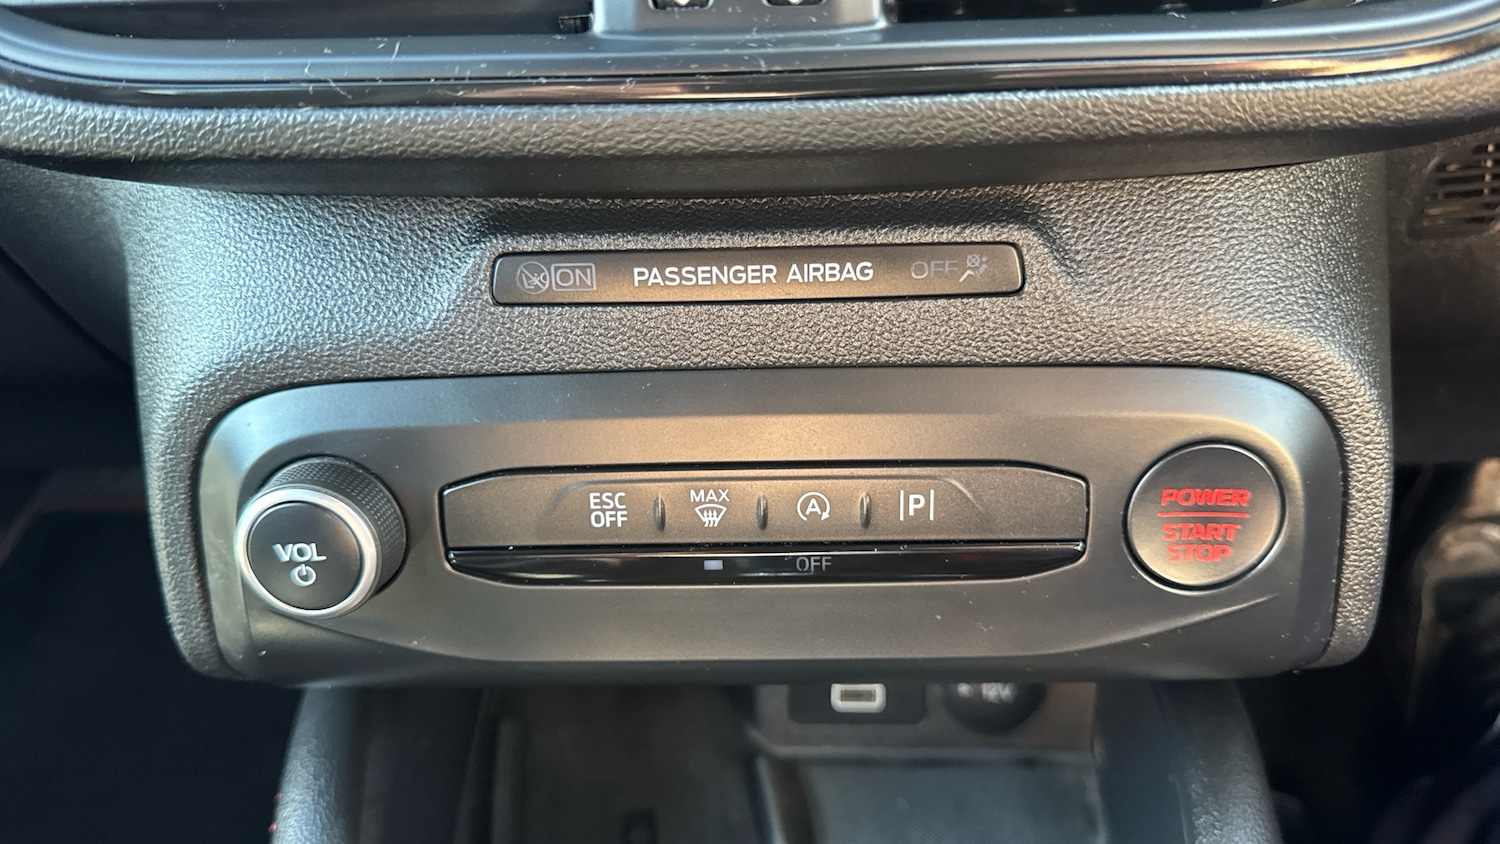 ON PASSENGER AIRBAG OFF
ESC
OFF
MAX
A
P
OFF
VOL
POWER
START
STOP
12V